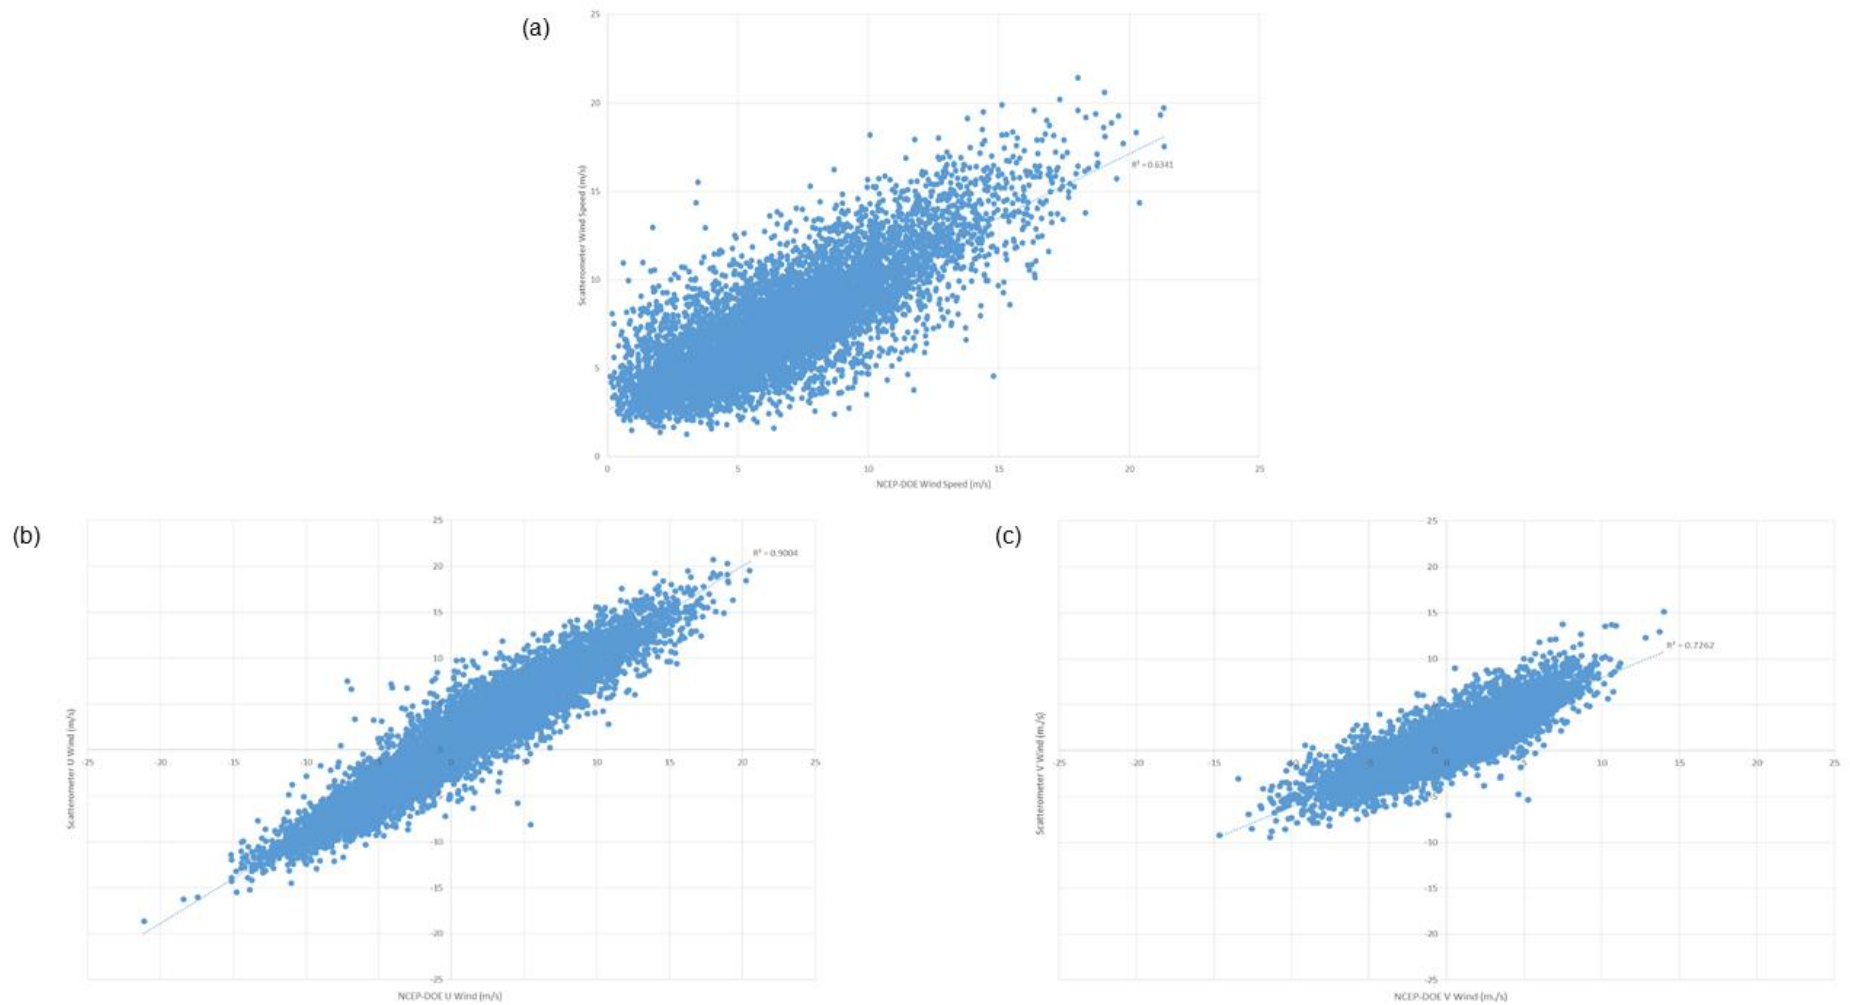 (a)
25
20
15
10
5
0
0 5 10 15 20 25
Scatterometer Wind Speed (m/s)
NCEP-DOE Wind Speed (m/s)
R² = 0.6341
(b)
25
20
15
10
0
-10
-15
-20
-25
-25 -20 -15 -10 -5 0 5 10 15 20 25
Scatterometer U Wind (m/s)
NCEP-DOE U Wind (m/s)
R² = 0.9004
(c)
25
20
15
10
0
-5
-10
-15
-20
-25
-25 -20 -15 -10 -5 0 5 10 15 20 25
Scatterometer V Wind (m./s)
NCEP-DOE V Wind (m./s)
R² = 0.7262